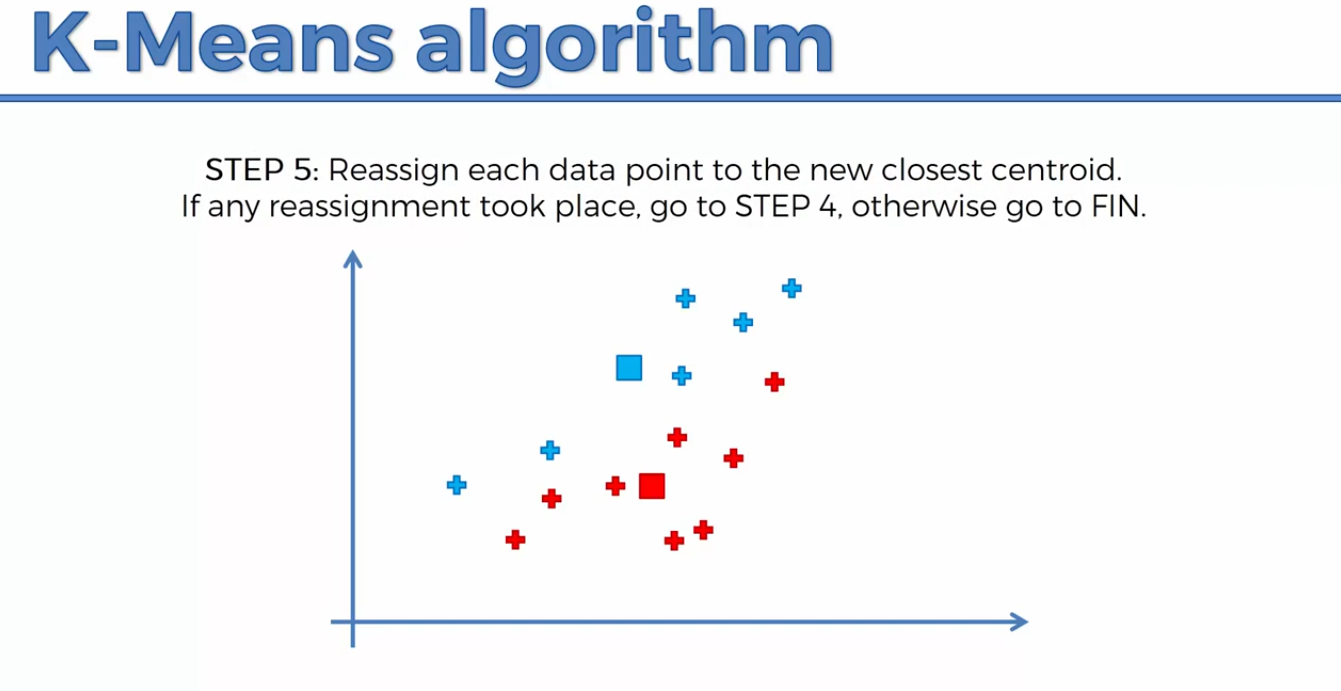 K-Means algorithm
STEP 5: Reassign each data point to the new closest centroid.
If any reassignment took place, go to STEP 4, otherwise go to FIN.